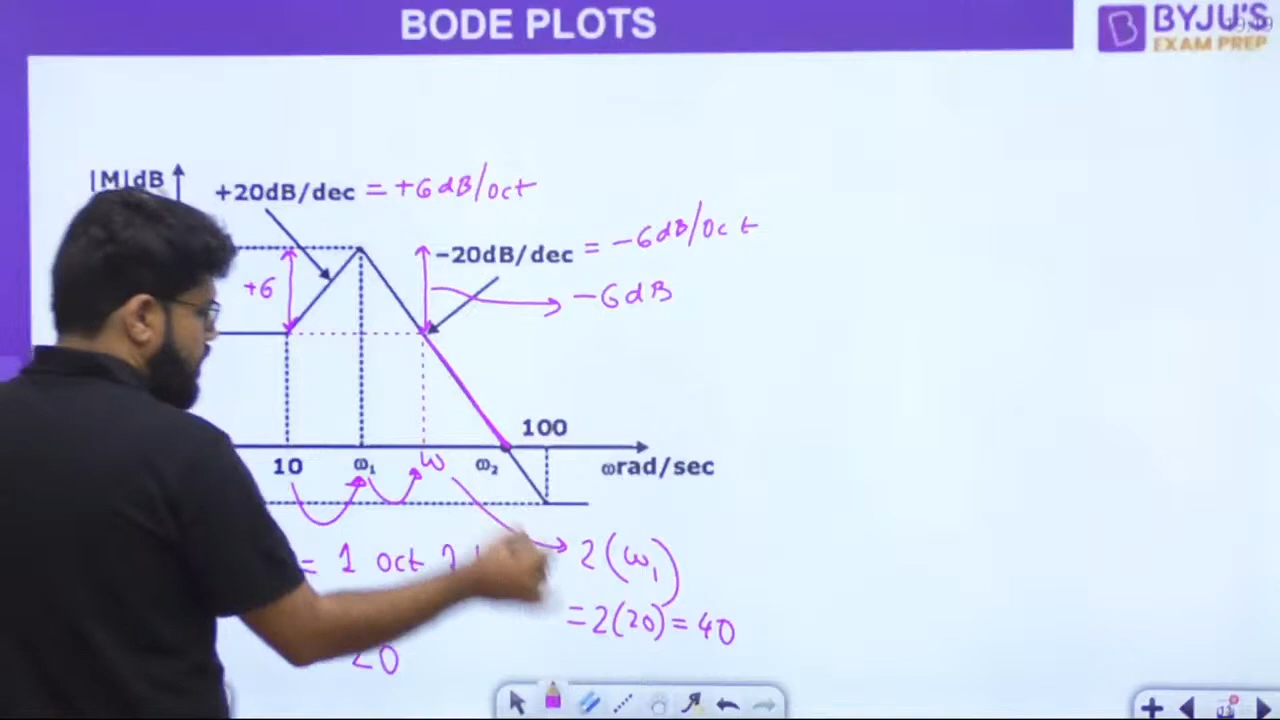 BODE PLOTS
BYJU'S
EXAM PREP
|M|dB
+20dB/dec = +6dB/oct
-20dB/dec = -6dB/Oct
+6
-6dB
100
10 ω₁ ω ω₂ ωrad/sec
= 1 oct
2(ω₁)
= 2(20) = 40
20